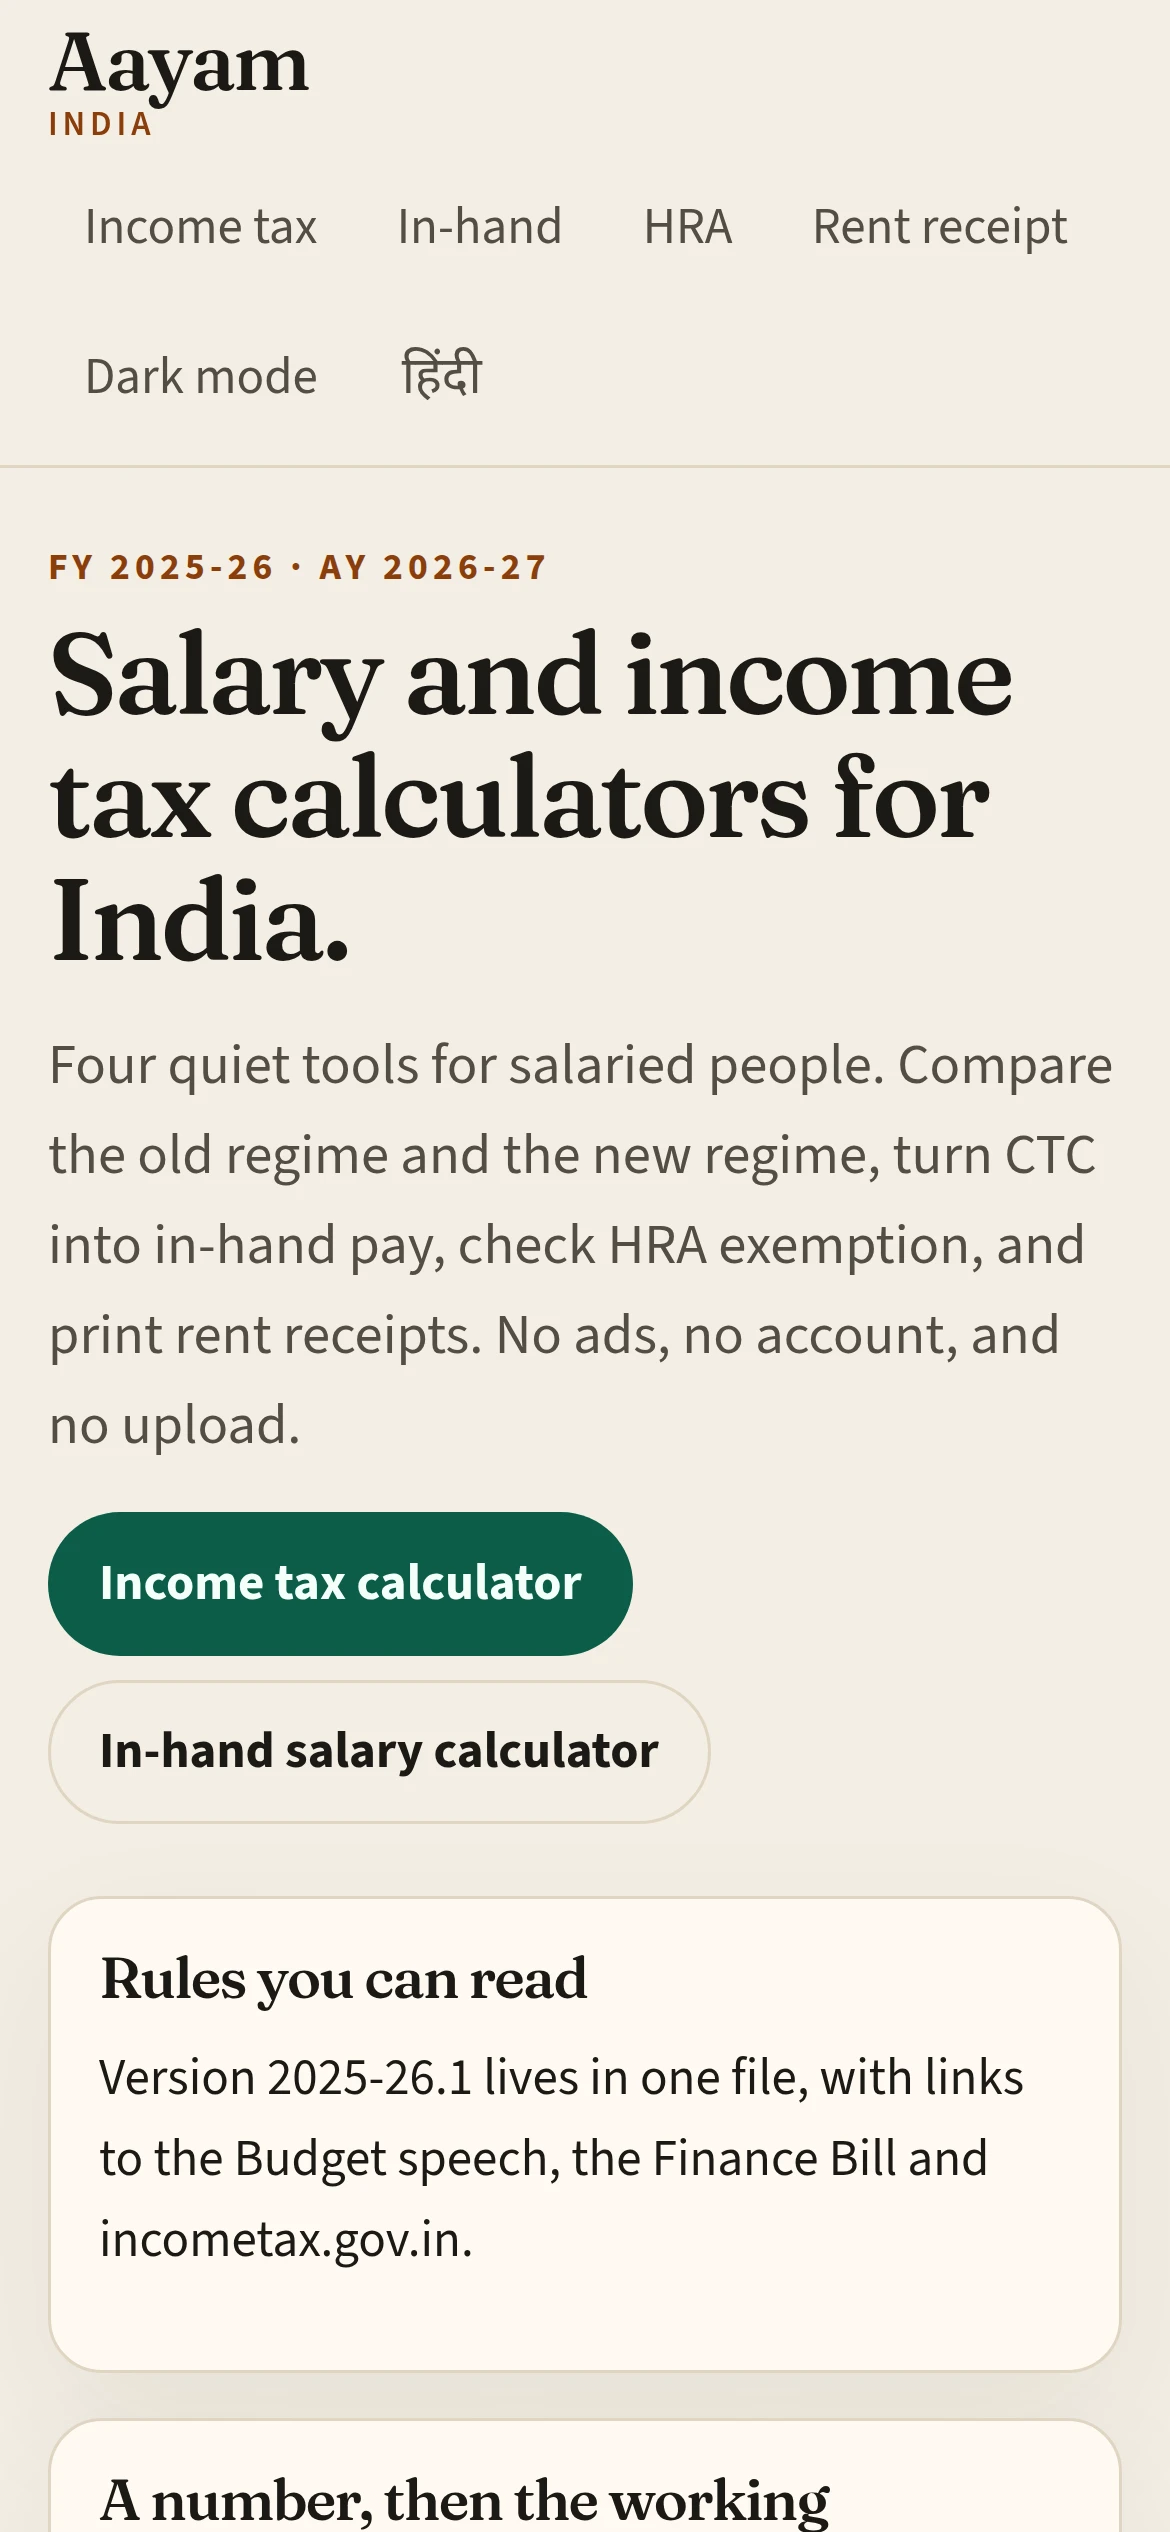 Aayam
INDIA
Income tax In-hand HRA Rent receipt
Dark mode हिंदी
FY 2025-26 · AY 2026-27
Salary and income
tax calculators for
India.
Four quiet tools for salaried people. Compare
the old regime and the new regime, turn CTC
into in-hand pay, check HRA exemption, and
print rent receipts. No ads, no account, and
no upload.
Income tax calculator
In-hand salary calculator
Rules you can read
Version 2025-26.1 lives in one file, with links
to the Budget speech, the Finance Bill and
incometax.gov.in.
A number, then the working